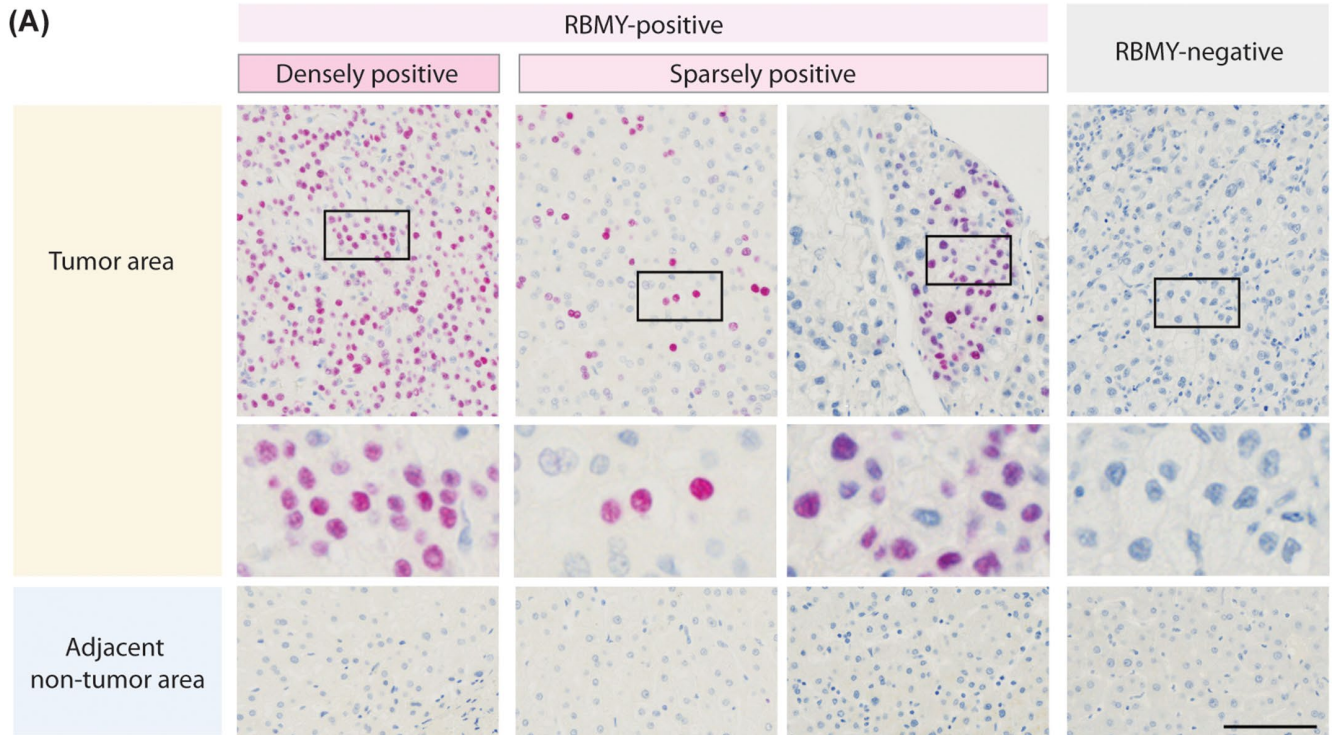 (A)
RBMY-positive
RBMY-negative
Densely positive
Sparsely positive
Tumor area
Adjacent
non-tumor area